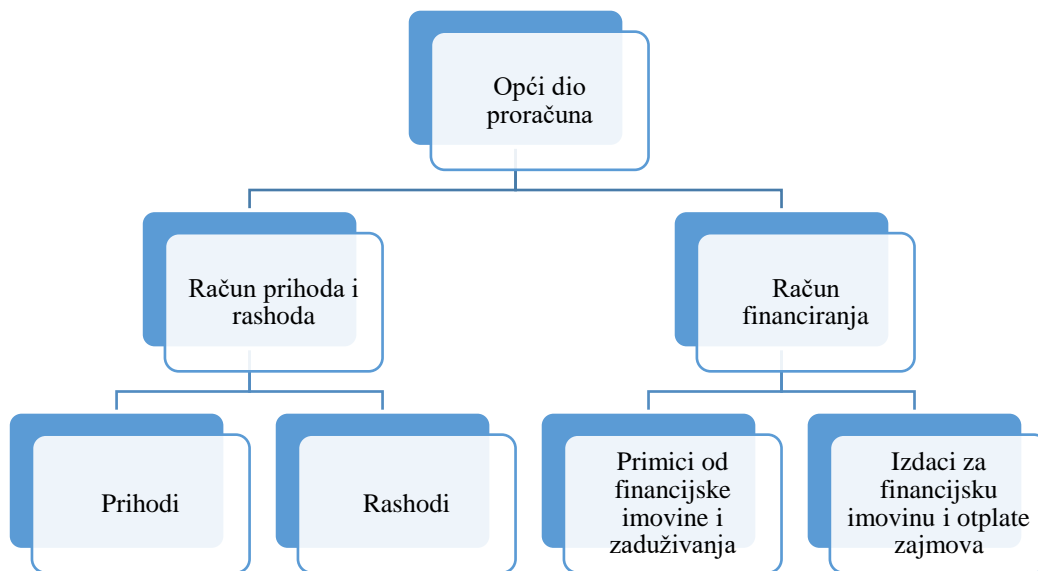 Opći dio
proračuna
Račun prihoda i
rashoda
Račun
financiranja
Prihodi
Rashodi
Primici od
financijske
imovine i
zaduživanja
Izdaci za
financijsku
imovinu i otplate
zajmova